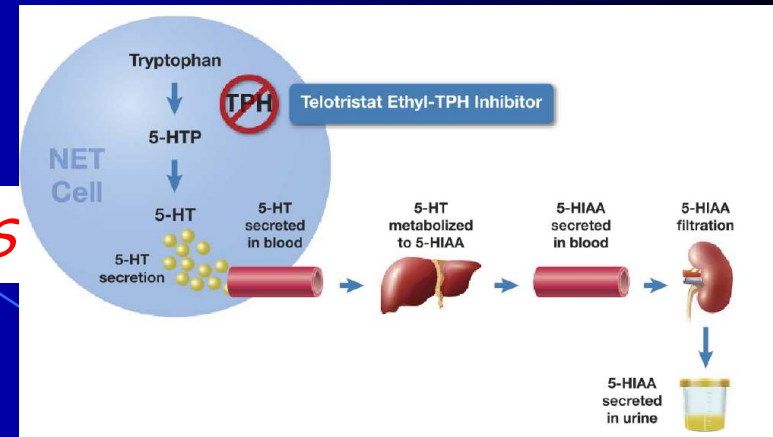 Tryptophan
TPH
Telotristat Ethyl-TPH Inhibitor
5-HTP
NET
Cell
5-HT
5-HT
secretion
5-HT
secreted
in blood
5-HT
metabolized
to 5-HIAA
5-HIAA
secreted
in blood
5-HIAA
filtration
5-HIAA
secreted
in urine
S